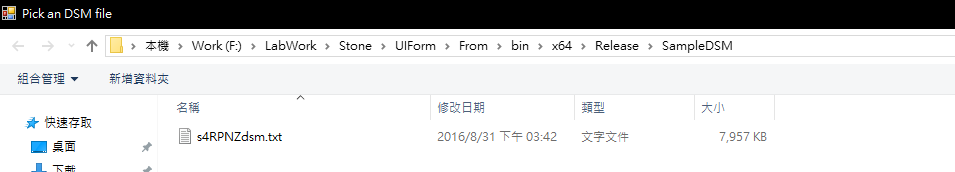 Pick an DSM file
本機 > Work (F:) > LabWork > Stone > UIForm > From > bin > x64 > Release > SampleDSM
組合管理 新增資料夾
名稱 修改日期 類型 大小
快速存取
s4RPNZdsm.txt 2016/8/31 下午 03:42 文字文件 7,957 KB
桌面
下載